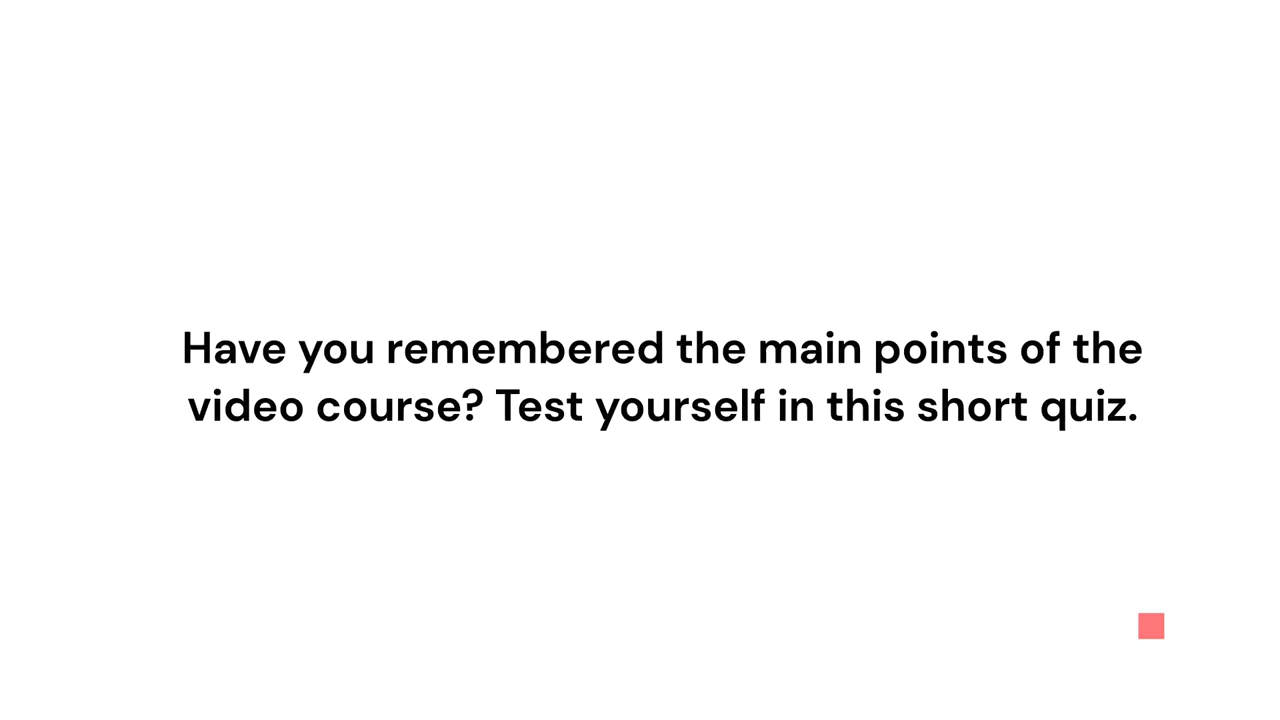 Have you remembered the main points of the
video course? Test yourself in this short quiz.